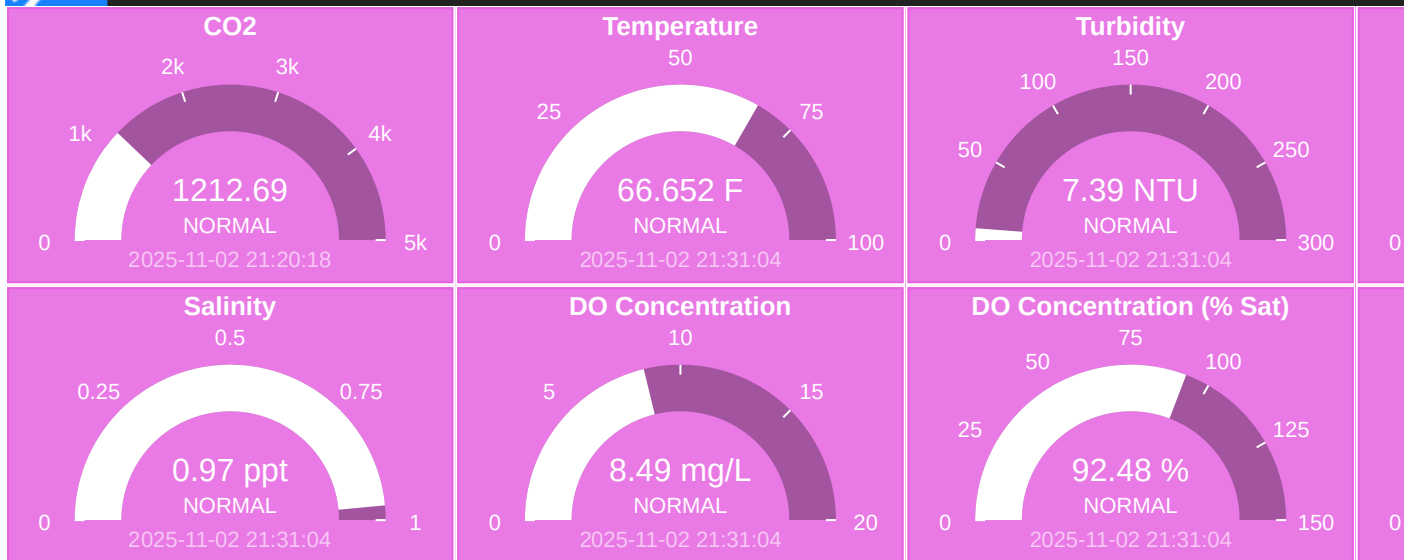 CO2
0
1k
2k
3k
4k
5k
1212.69
NORMAL
2025-11-02 21:20:18
Temperature
0
25
50
75
100
66.652 F
NORMAL
2025-11-02 21:31:04
Turbidity
0
50
100
150
200
250
300
7.39 NTU
NORMAL
2025-11-02 21:31:04
0
Salinity
0
0.25
0.5
0.75
1
0.97 ppt
NORMAL
2025-11-02 21:31:04
DO Concentration
0
5
10
15
20
8.49 mg/L
NORMAL
2025-11-02 21:31:04
DO Concentration (% Sat)
0
25
50
75
100
125
150
92.48 %
NORMAL
2025-11-02 21:31:04
0